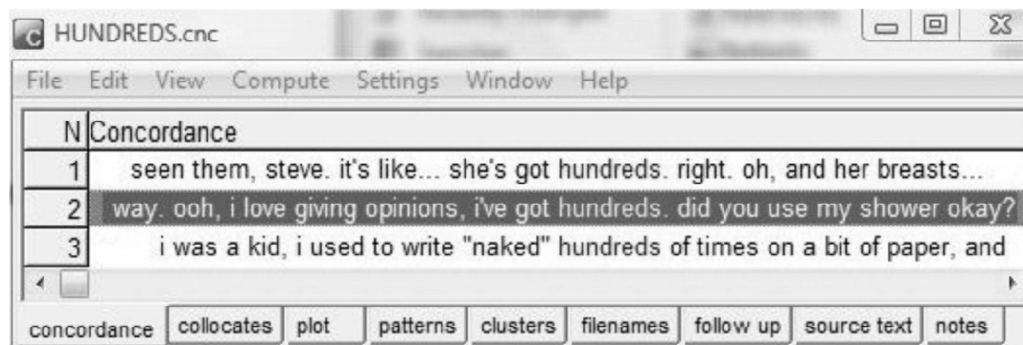 HUNDREDS.cnc
File Edit View Compute Settings Window Help
N Concordance
1 seen them, steve. it's like... she's got hundreds. right. oh, and her breasts...
2 way. ooh, i love giving opinions, i've got hundreds. did you use my shower okay?
3 i was a kid, i used to write "naked" hundreds of times on a bit of paper, and
concordance collocates plot patterns clusters filenames follow up source text notes